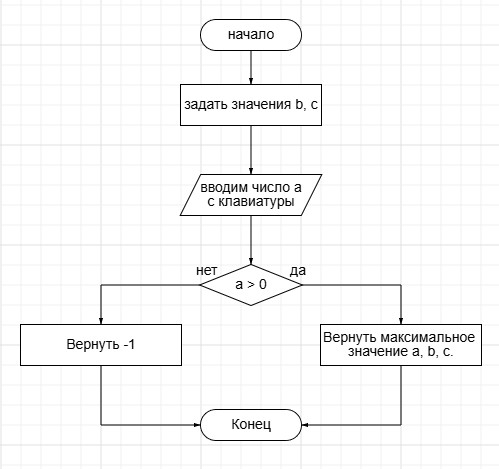 начало
задать значения b, c
вводим число a
с клавиатуры
нет
да
a > 0
Вернуть -1
Вернуть максимальное
значение a, b, c.
Конец